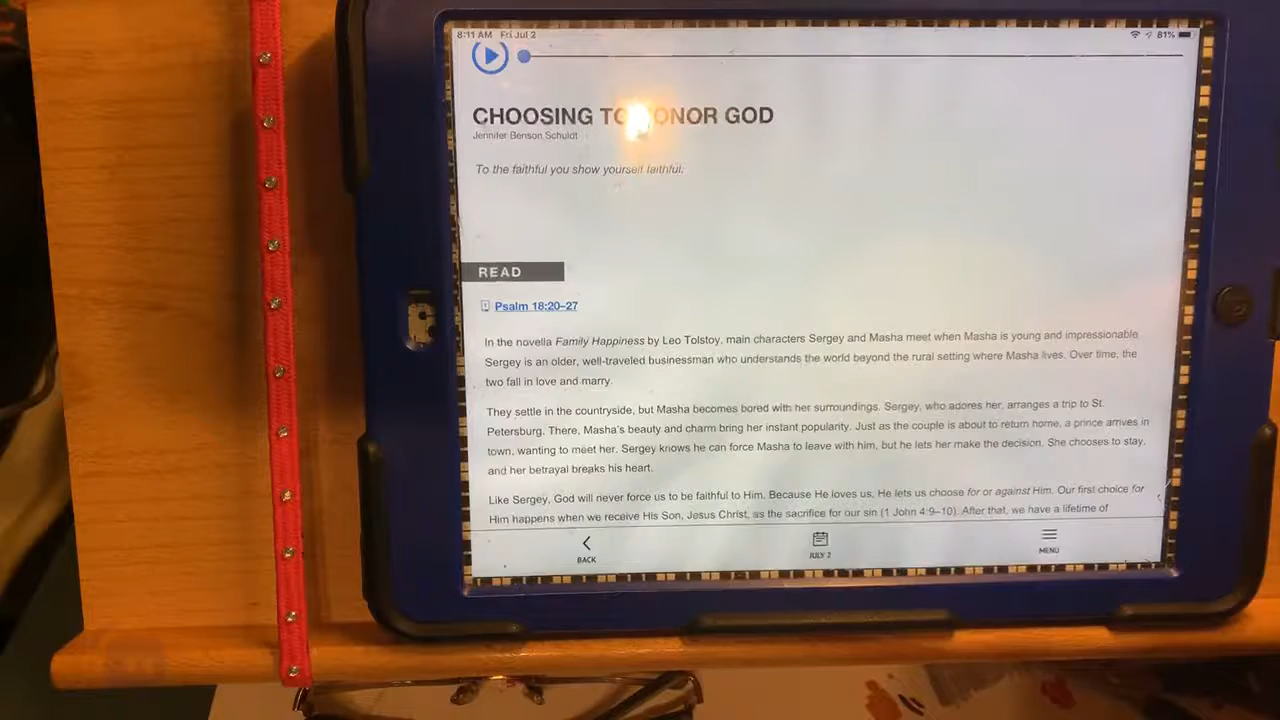 8:11 AM Fri Jul 2
81%
CHOOSING TO HONOR GOD
Jennifer Benson Schuldt
To the faithful you show yourself faithful.
READ
Psalm 18:20–27
In the novella Family Happiness by Leo Tolstoy, main characters Sergey and Masha meet when Masha is young and impressionable
Sergey is an older, well-traveled businessman who understands the world beyond the rural setting where Masha lives. Over time, the
two fall in love and marry.
They settle in the countryside, but Masha becomes bored with her surroundings. Sergey, who adores her, arranges a trip to St.
Petersburg. There, Masha's beauty and charm bring her instant popularity. Just as the couple is about to return home, a prince arrives in
town, wanting to meet her. Sergey knows he can force Masha to leave with him, but he lets her make the decision. She chooses to stay,
and her betrayal breaks his heart.
Like Sergey, God will never force us to be faithful to Him. Because He loves us, He lets us choose for or against Him. Our first choice for
Him happens when we receive His Son, Jesus Christ, as the sacrifice for our sin (1 John 4:9–10). After that, we have a lifetime of
BACK
JULY 2
MENU